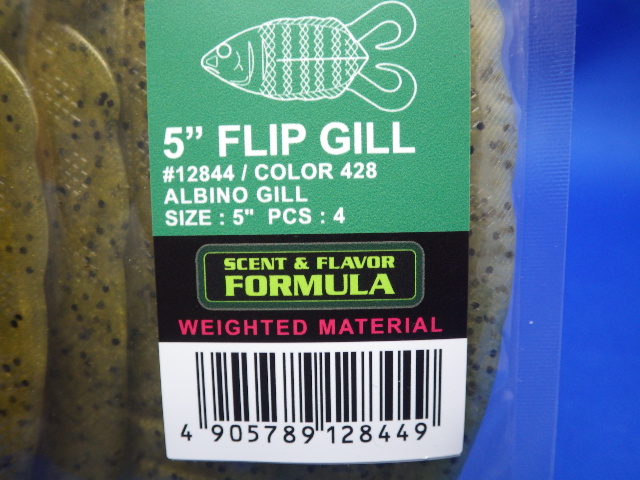 5” FLIP GILL
#12844 / COLOR 428
ALBINO GILL
SIZE : 5" PCS : 4
SCENT & FLAVOR
FORMULA
WEIGHTED MATERIAL
4 905789 128449